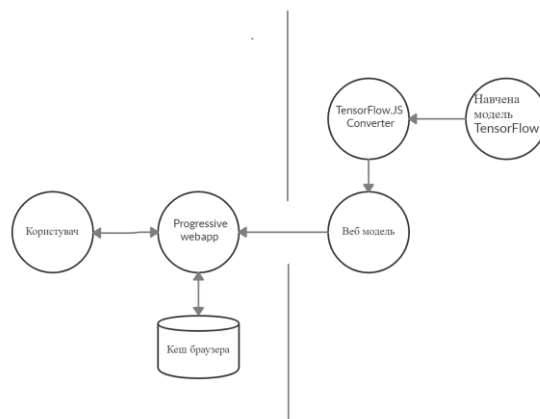 TensorFlow.JS
Converter
Навчена
модель
TensorFlow
Користувач
Progressive
webapp
Веб модель
Кеш браузера